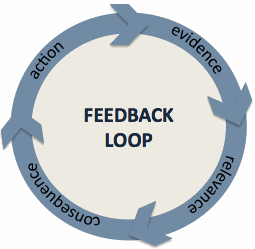 FEEDBACK
LOOP
evidence
relevance
consequence
action